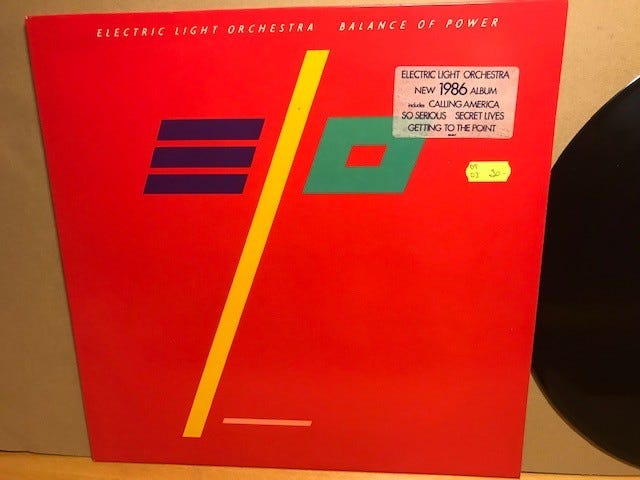 ELECTRIC LIGHT ORCHESTRA BALANCE OF POWER
ELECTRIC LIGHT ORCHESTRA
NEW 1986 ALBUM
includes CALLING AMERICA
SO SERIOUS SECRET LIVES
GETTING TO THE POINT